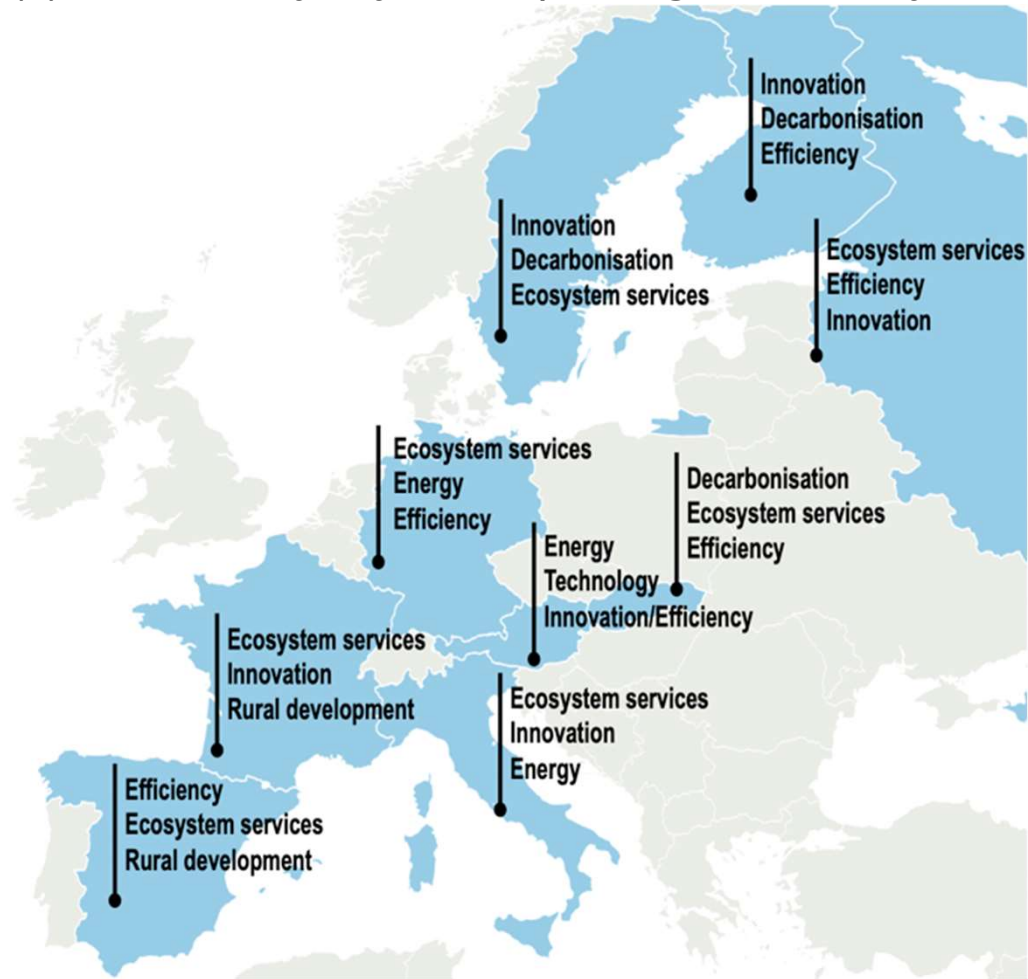 Innovation
Decarbonisation
Efficiency
Innovation
Decarbonisation
Ecosystem services
Ecosystem services
Efficiency
Innovation
Ecosystem services
Energy
Efficiency
Decarbonisation
Ecosystem services
Efficiency
Energy
Technology
Innovation/Efficiency
Ecosystem services
Innovation
Rural development
Ecosystem services
Innovation
Energy
Efficiency
Ecosystem services
Rural development